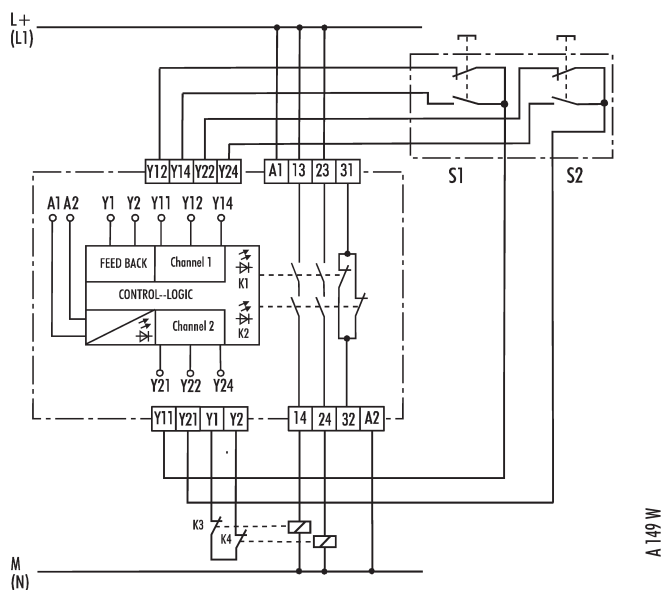 L+
(L1)
Y12 Y14 Y22 Y24 A1 13 23 31
S1 S2
A1 A2 Y1 Y2 Y11 Y12 Y14
FEED BACK Channel 1
K1
CONTROL--LOGIC
Channel 2 K2
Y21 Y22 Y24
Y11 Y21 Y1 Y2 14 24 32 A2
K3
K4
A 149 W
M
(N)